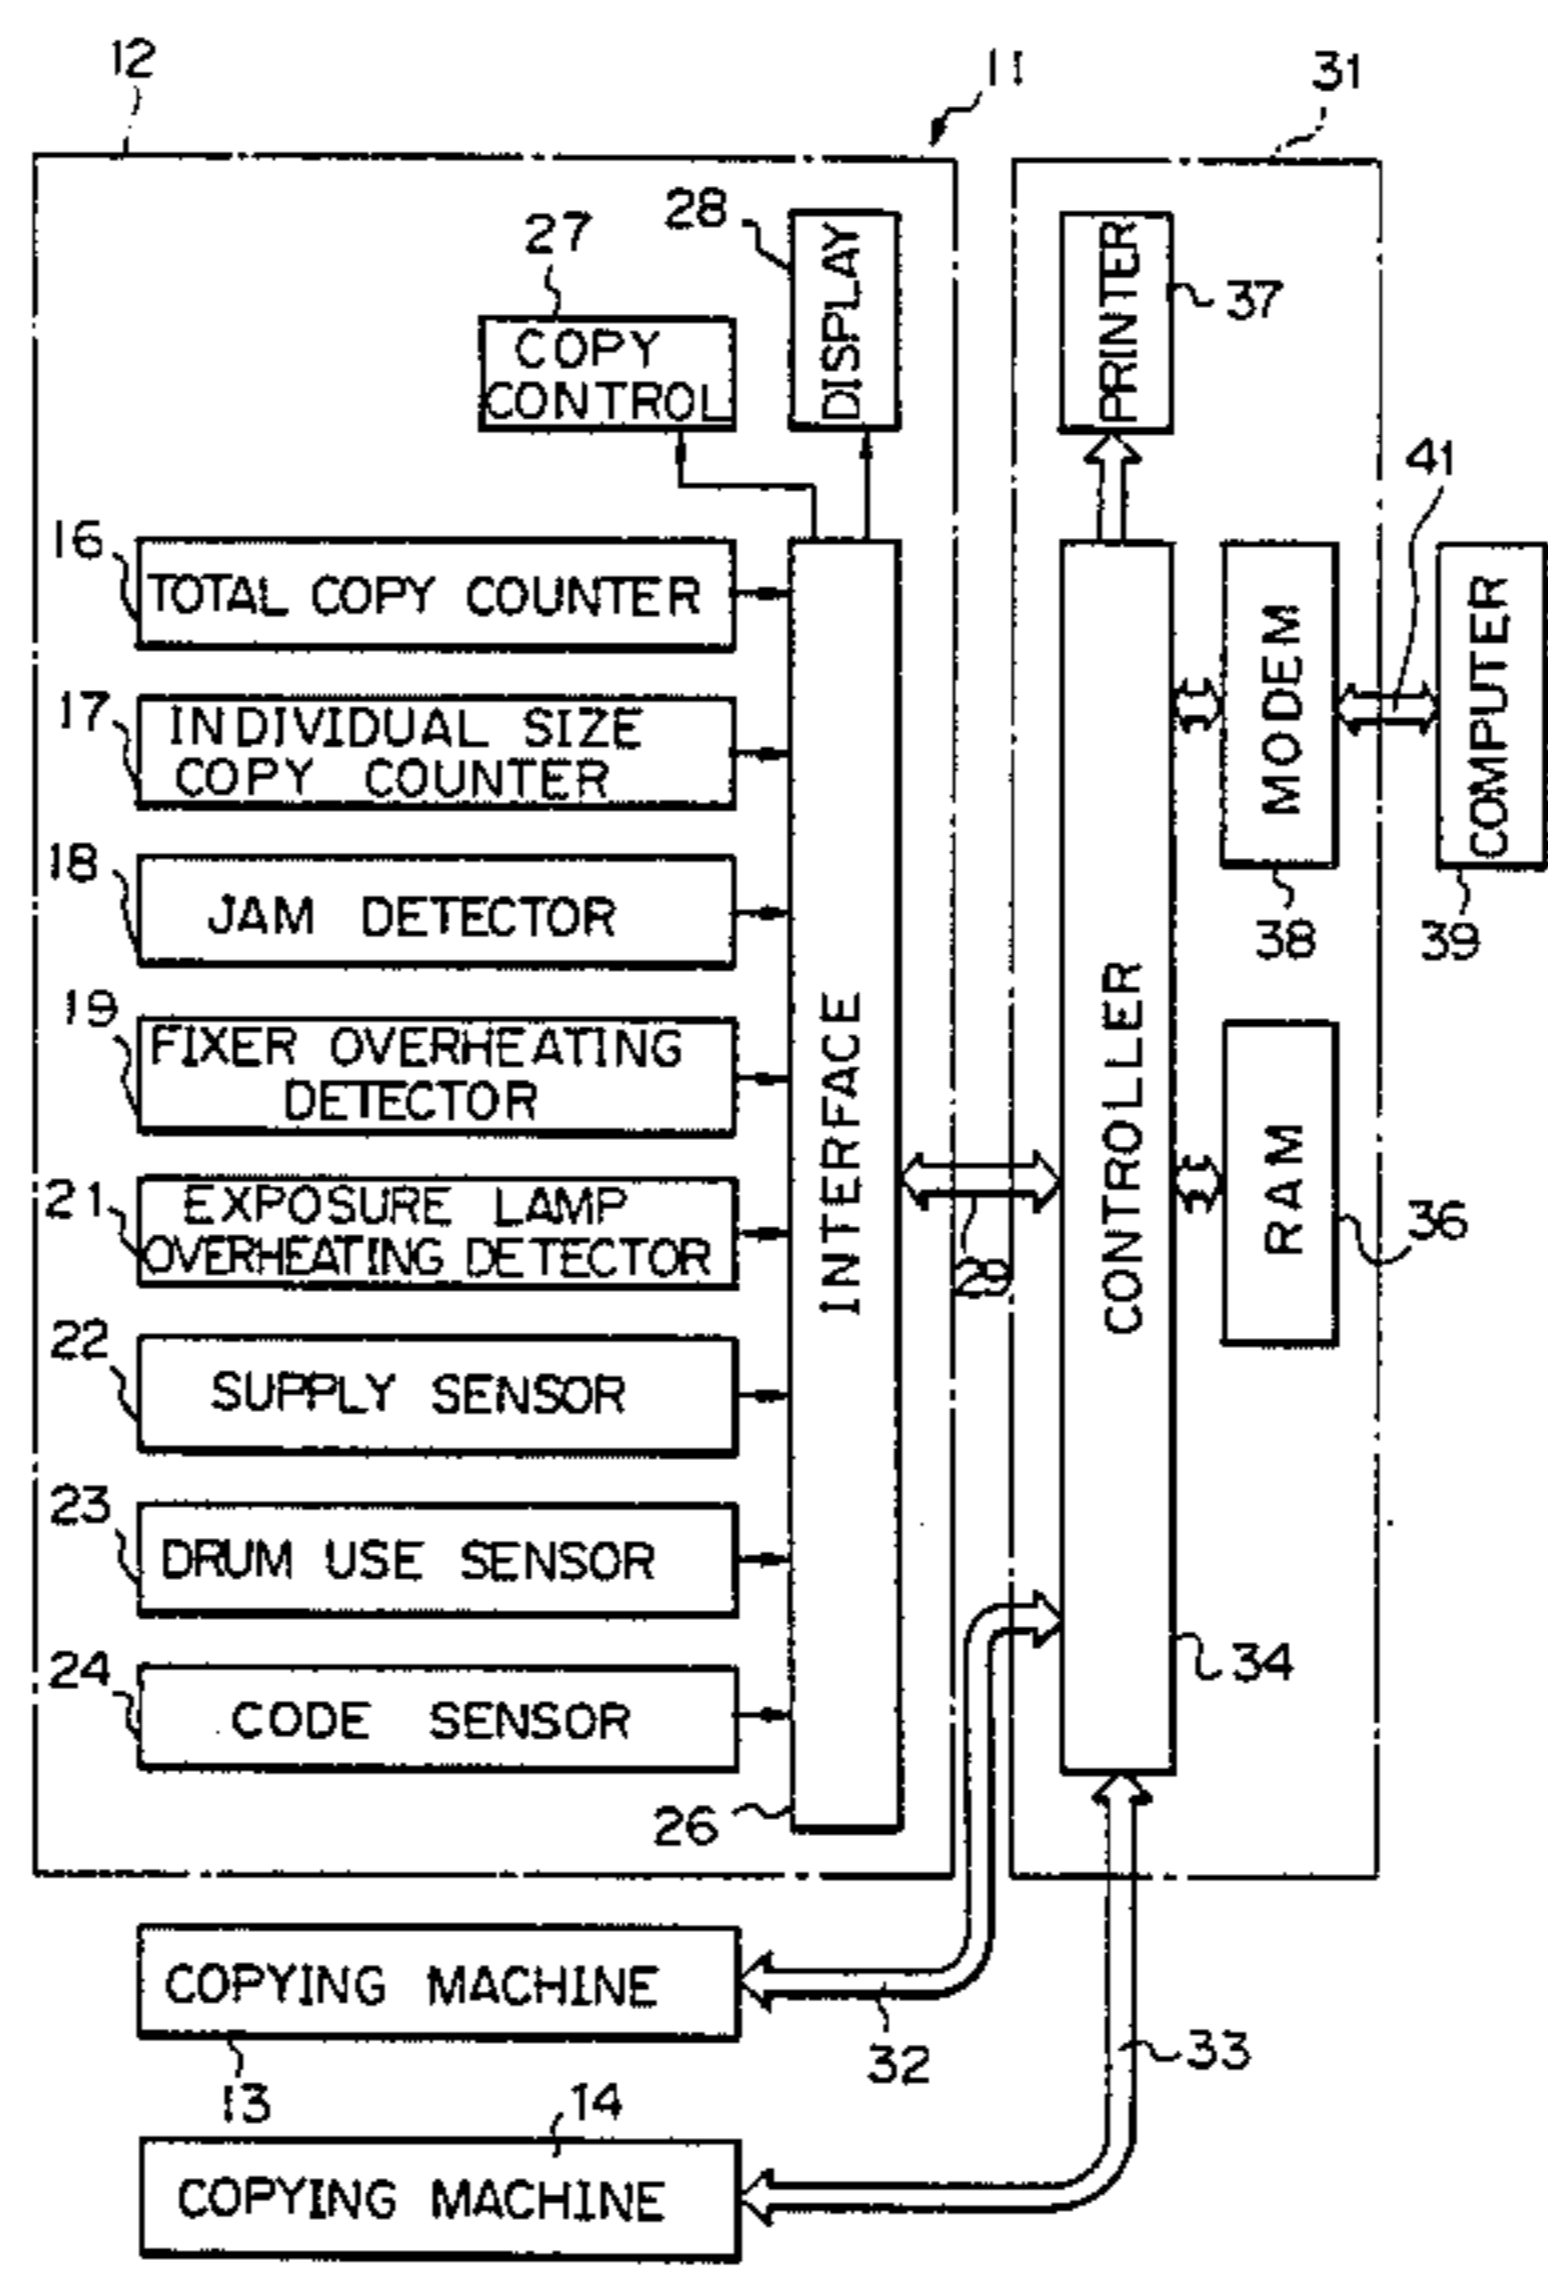 12
11
31
27
28
COPY
CONTROL
DISPLAY
PRINTER
37
41
16
TOTAL COPY COUNTER
17
INDIVIDUAL SIZE
COPY COUNTER
MODEM
COMPUTER
18
JAM DETECTOR
38
39
19
FIXER OVERHEATING
DETECTOR
INTERFACE
CONTROLLER
RAM
21
EXPOSURE LAMP
OVERHEATING DETECTOR
36
22
SUPPLY SENSOR
23
DRUM USE SENSOR
24
CODE SENSOR
34
26
COPYING MACHINE
32
33
13
14
COPYING MACHINE